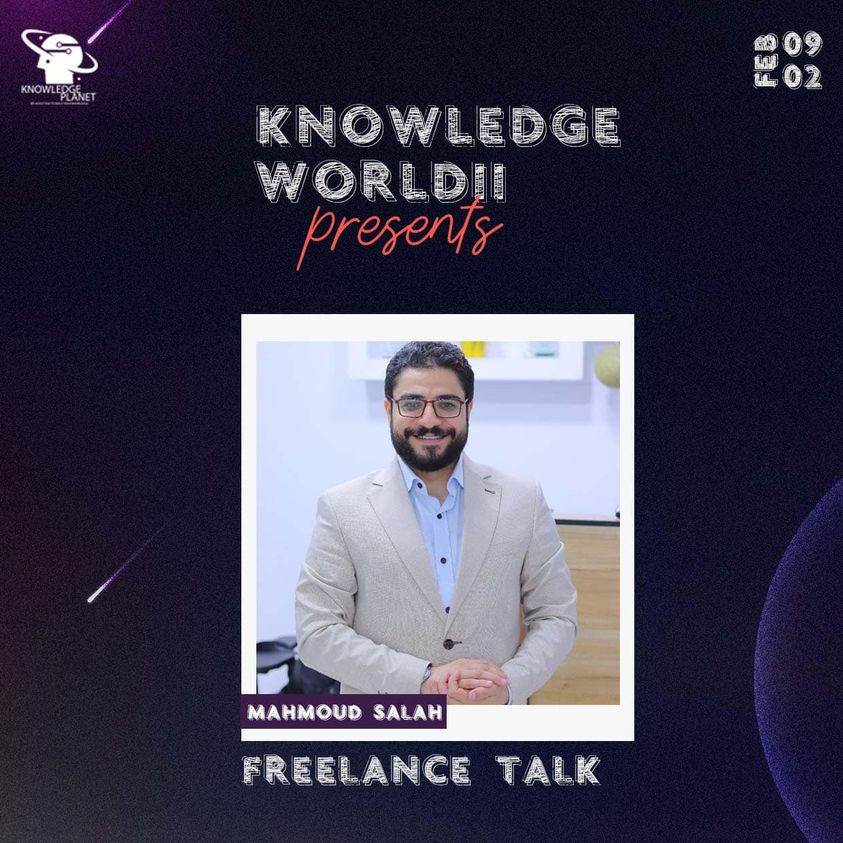 KNOWLEDGE
PLANET
FEB 09
02
KNOWLEDGE
WORLDII
presents
MAHMOUD SALAH
FREELANCE TALK